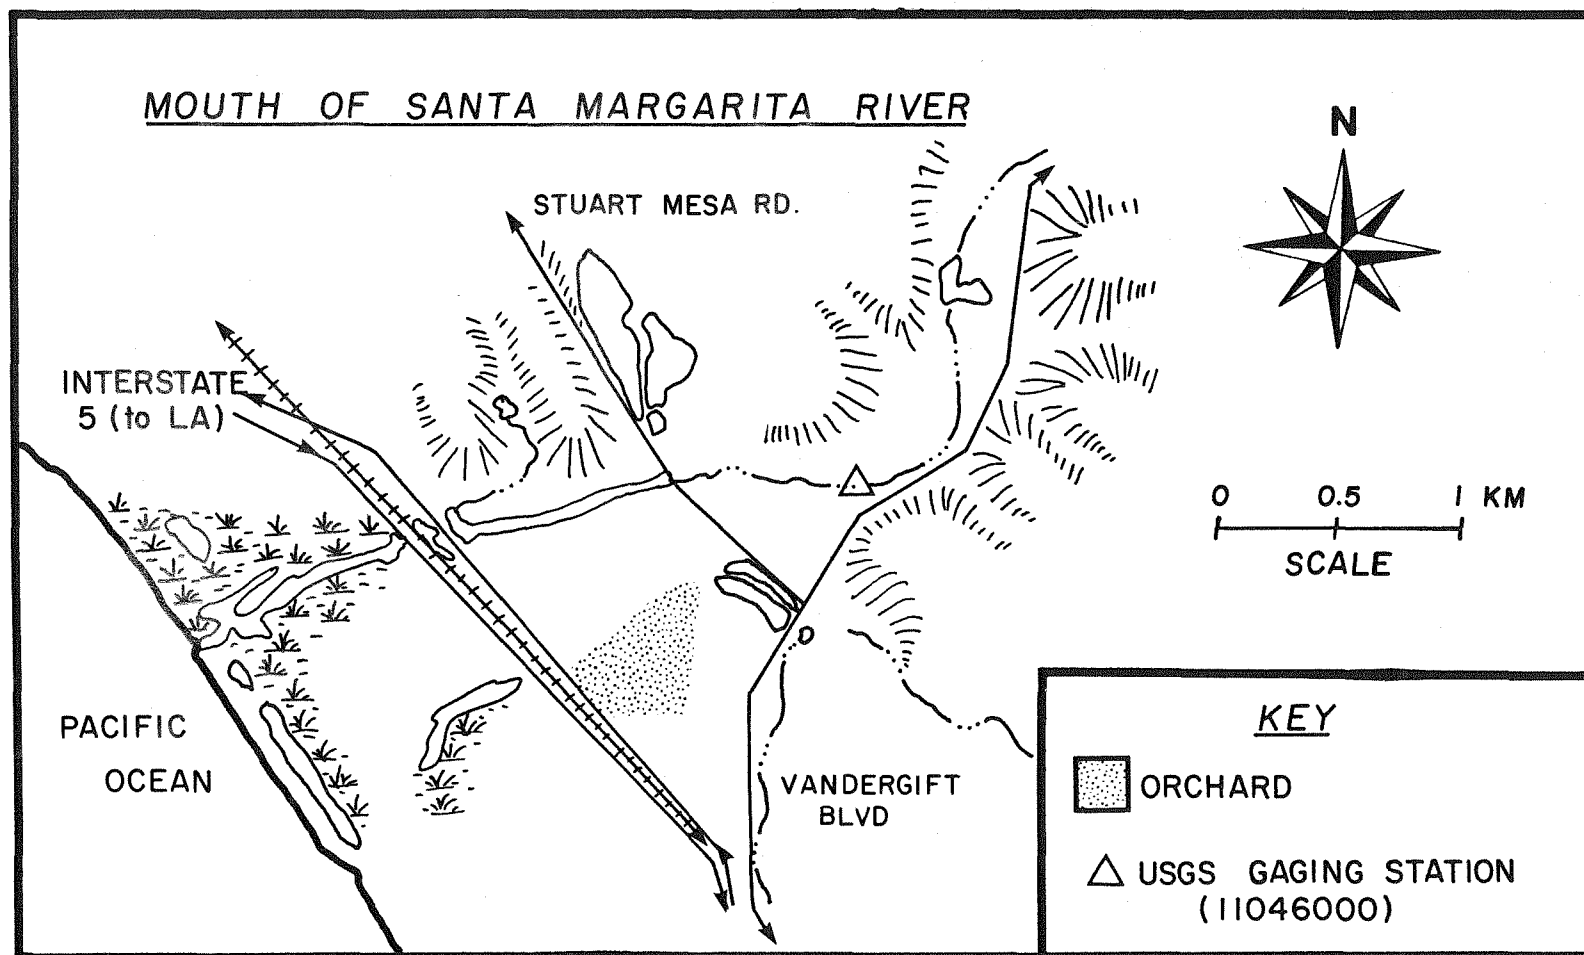 MOUTH OF SANTA MARGARITA RIVER
N
STUART MESA RD.
INTERSTATE
5 (to LA)
0 0.5 1 KM
SCALE
PACIFIC
OCEAN
VANDERGIFT
BLVD
KEY
ORCHARD
USGS GAGING STATION
(11046000)